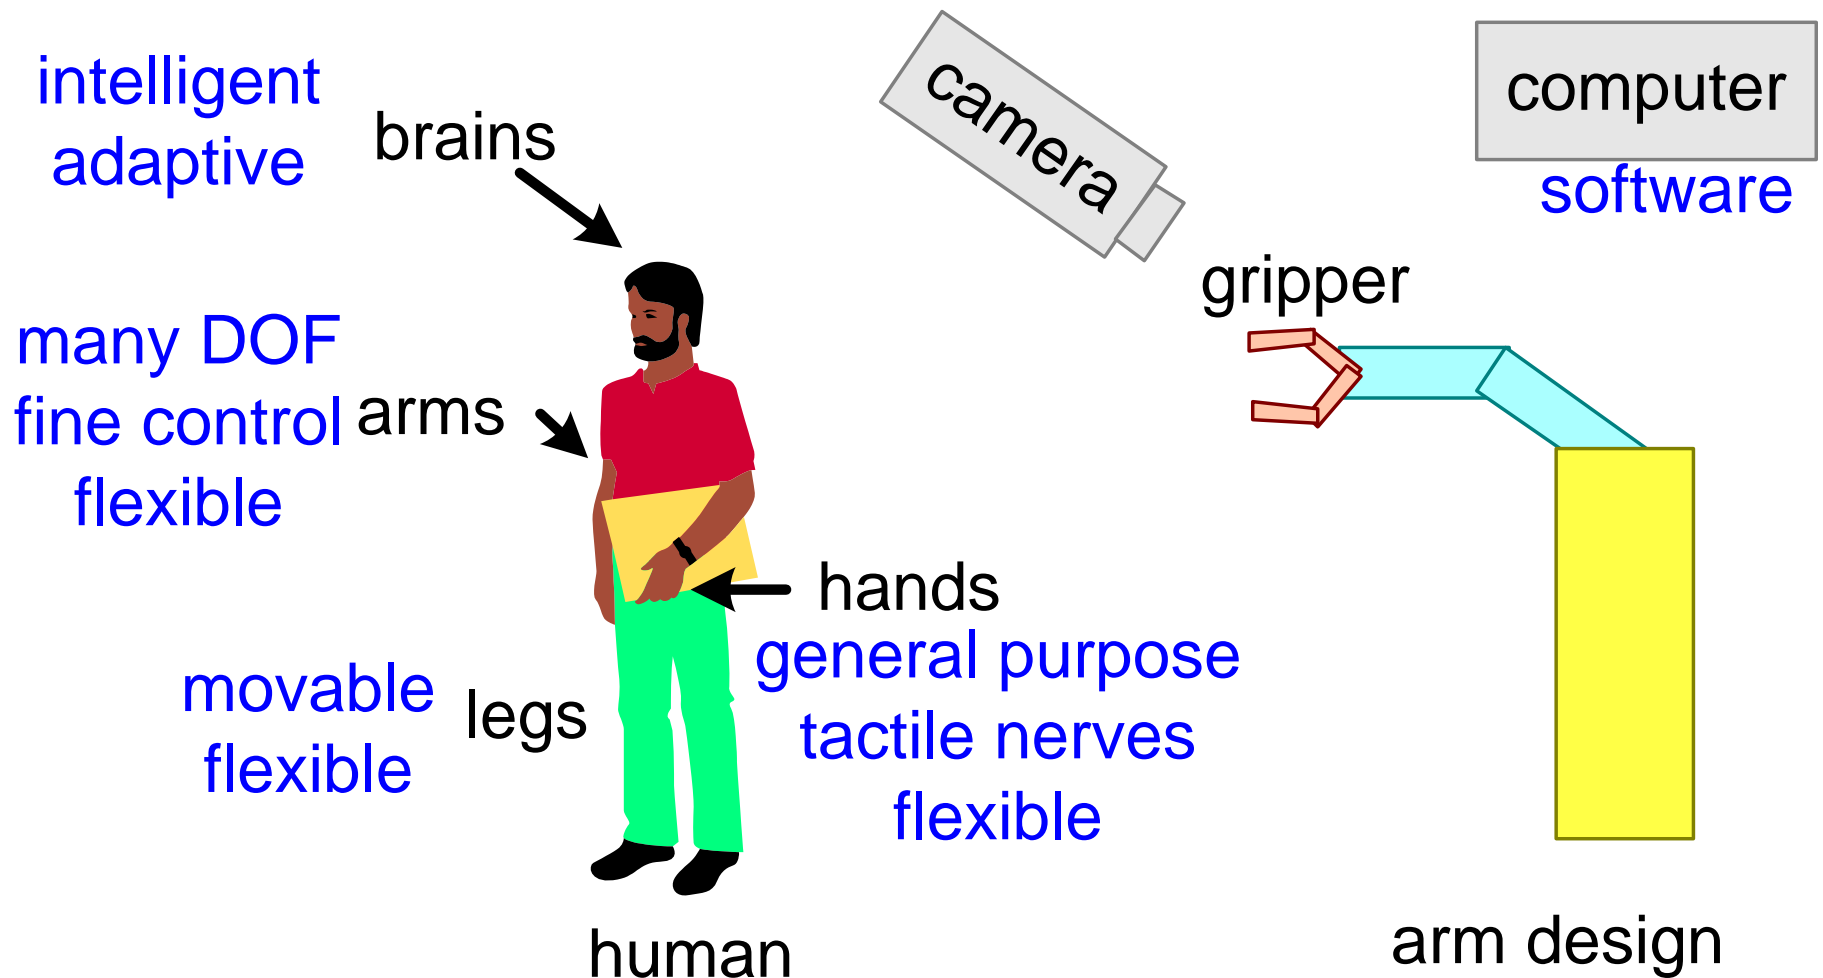 intelligent
adaptive
brains
many DOF
fine control
flexible
arms
movable
flexible
legs
hands
general purpose
tactile nerves
flexible
human
camera
computer
software
gripper
arm design